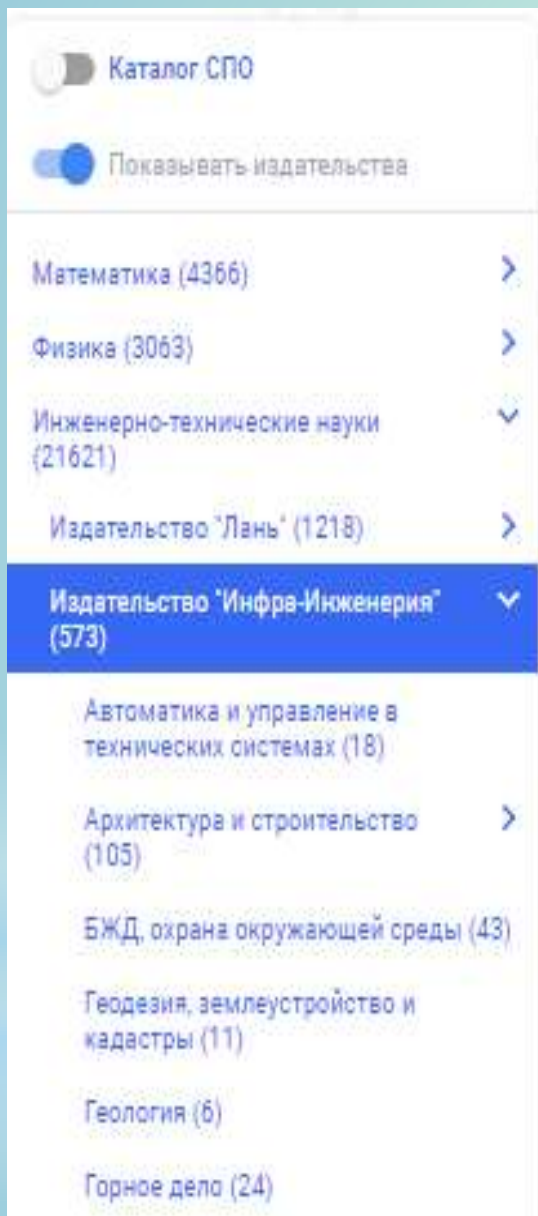 Каталог СПО
Показывать издательства
Математика (4366)
Физика (3063)
Инженерно-технические науки
(21621)
Издательство "Лань" (1218)
Издательство "Инфра-Инженерия"
(573)
Автоматика и управление в
технических системах (18)
Архитектура и строительство
(105)
БЖД, охрана окружающей среды (43)
Геодезия, землеустройство и
кадастры (11)
Геология (6)
Горное дело (24)